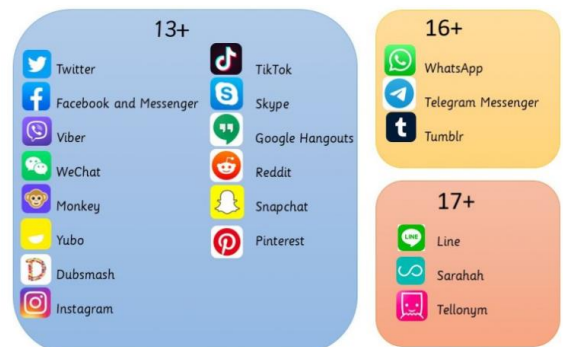 13+
Twitter
Facebook and Messenger
Viber
WeChat
Monkey
Yubo
Dubsmash
Instagram
TikTok
Skype
Google Hangouts
Reddit
Snapchat
Pinterest
16+
WhatsApp
Telegram Messenger
Tumblr
17+
LINE
Line
Sarahah
Tellonym